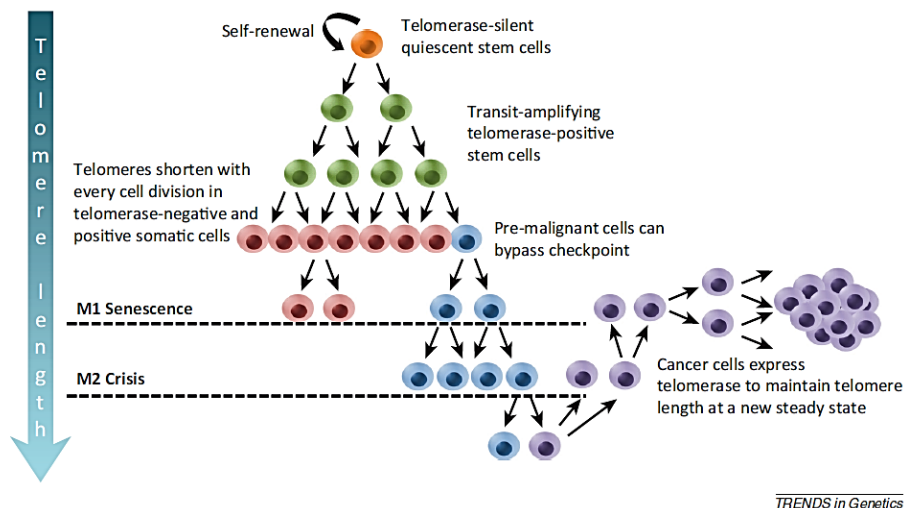 Telomere length
Self-renewal
Telomerase-silent
quiescent stem cells
Transit-amplifying
telomerase-positive
stem cells
Telomeres shorten with
every cell division in
telomerase-negative and
positive somatic cells
Pre-malignant cells can
bypass checkpoint
M1 Senescence
M2 Crisis
Cancer cells express
telomerase to maintain telomere
length at a new steady state
TRENDS in Genetics